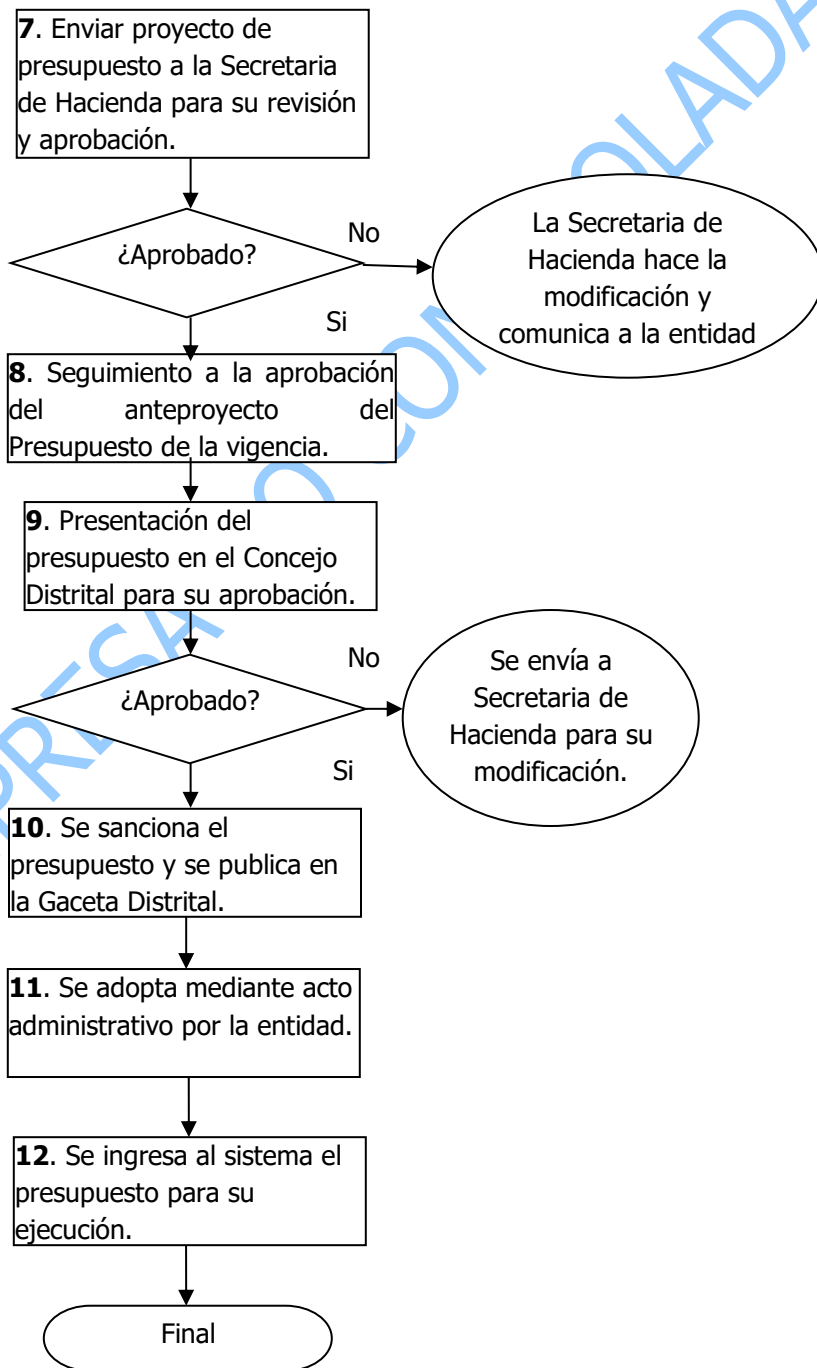 7. Enviar proyecto de
presupuesto a la Secretaria
de Hacienda para su revisión
y aprobación.
¿Aprobado?
No
La Secretaria de
Hacienda hace la
modificación y
comunica a la entidad
Si
8. Seguimiento a la aprobación
del anteproyecto del
Presupuesto de la vigencia.
9. Presentación del
presupuesto en el Concejo
Distrital para su aprobación.
¿Aprobado?
No
Se envía a
Secretaria de
Hacienda para su
modificación.
Si
10. Se sanciona el
presupuesto y se publica en
la Gaceta Distrital.
11. Se adopta mediante acto
administrativo por la entidad.
12. Se ingresa al sistema el
presupuesto para su
ejecución.
Final